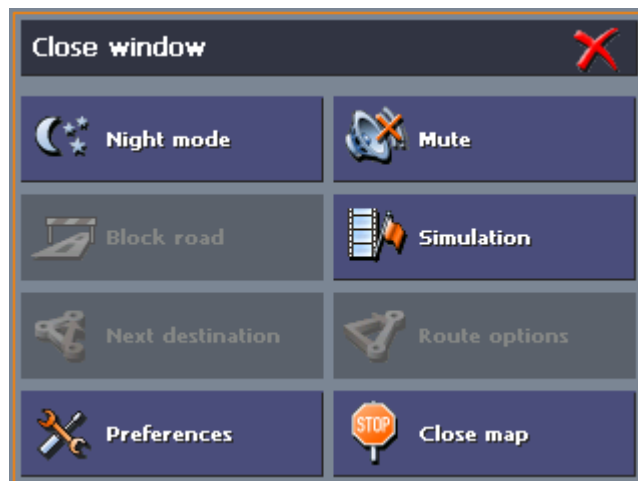 Close window
Night mode
Mute
Block road
Simulation
Next destination
Route options
Preferences
STOP
Close map